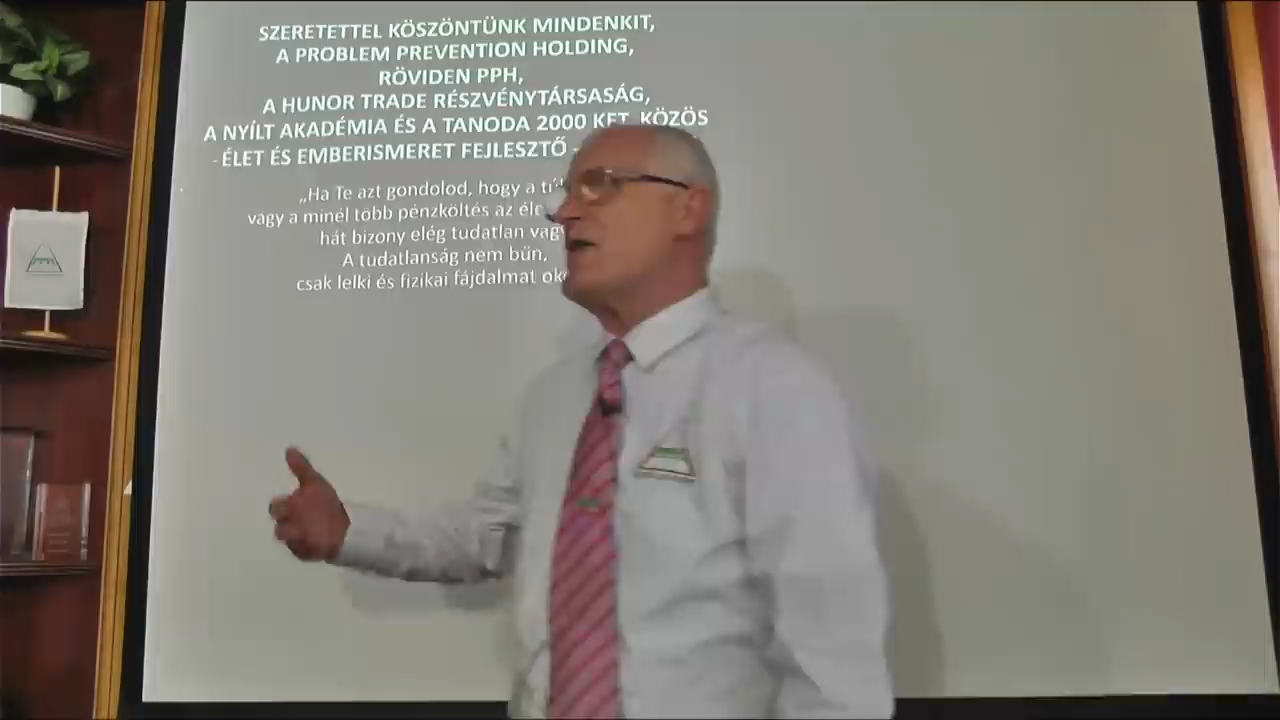 SZERETETTEL KÖSZÖNTÜNK MINDENKIT,
A PROBLEM PREVENTION HOLDING,
RÖVIDEN PPH,
A HUNOR TRADE RÉSZVÉNYTÁRSASÁG,
A NYÍLT AKADÉMIA ÉS A TANODA 2000 KFT. KÖZÖS
- ÉLET ÉS EMBERISMERET FEJLESZTŐ -
„Ha Te azt gondolod, hogy a
vagy a minél több pénzköltés az
hát bizony elég tudatlan vagy
A tudatlanság nem bűn,
csak lelki és fizikai fájdalmat